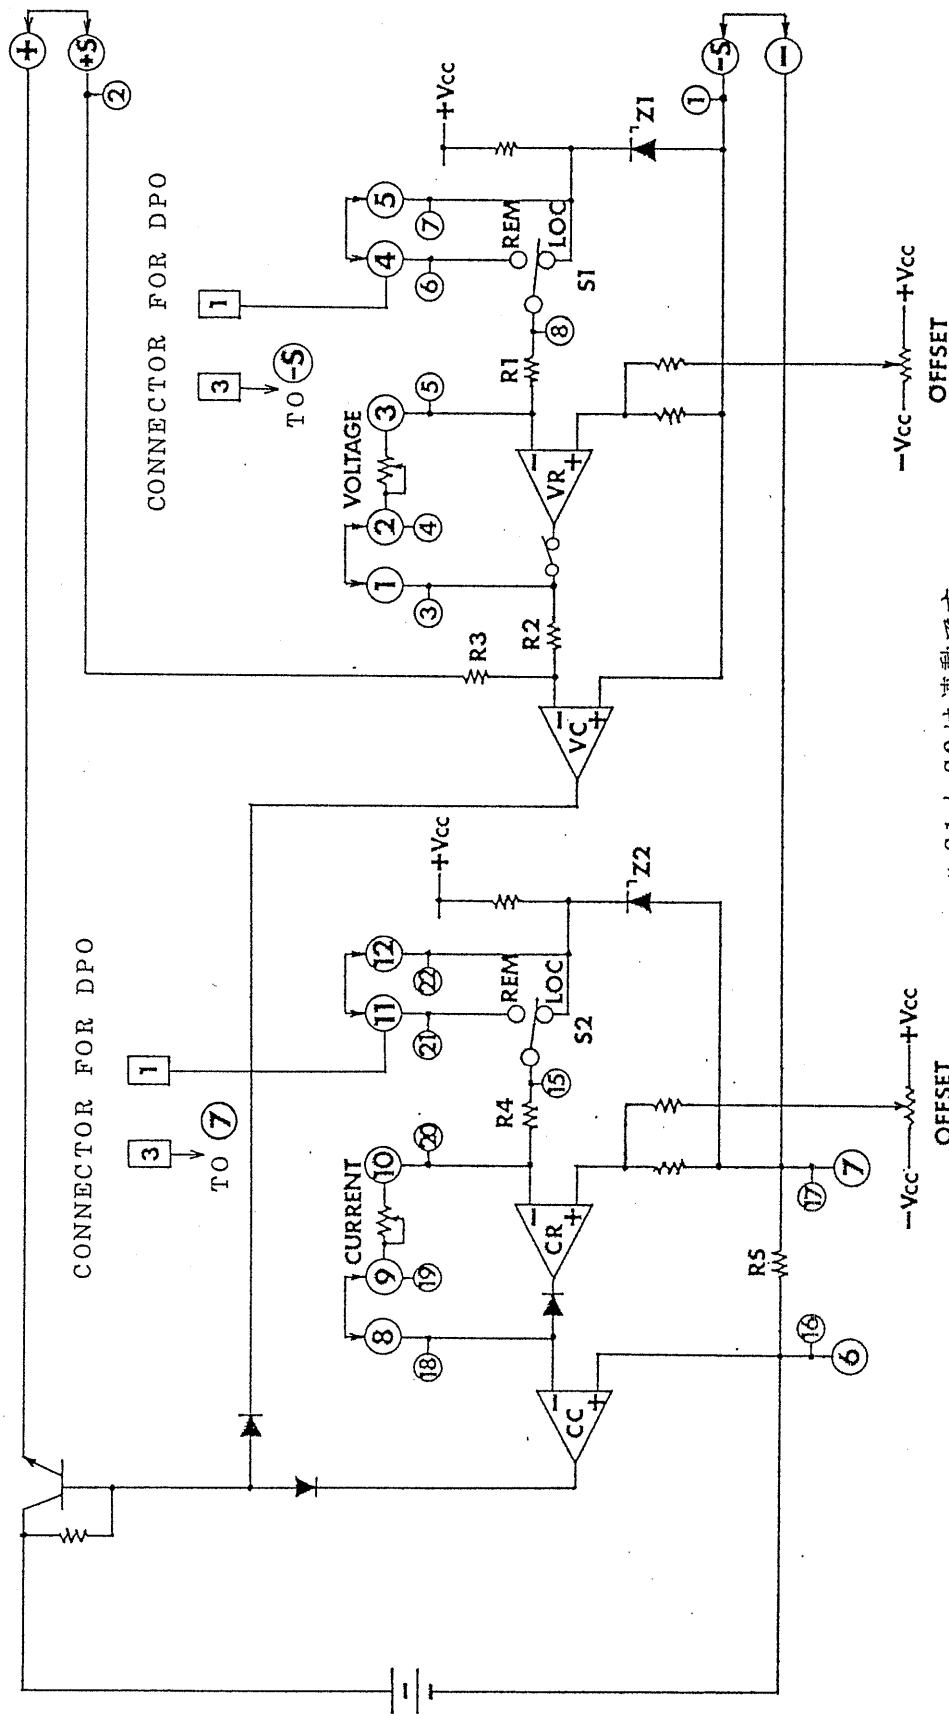 +
+S
②
CONNECTOR FOR DPO
1
3
TO -S
+Vcc
④
⑤
⑥
⑦
REM
LOC
S1
⑧
R1
Z1
①
-S
−
VOLTAGE
①
②
③
③
④
⑤
VR
−
+
R2
R3
VC
−
+
−Vcc
+Vcc
OFFSET
CONNECTOR FOR DPO
1
3
TO ⑦
+Vcc
⑪
⑫
㉑
㉒
REM
LOC
S2
⑮
R4
Z2
CURRENT
⑧
⑨
⑩
⑱
⑲
⑳
CR
−
+
CC
−
+
RS
⑯
⑥
⑰
⑦
−Vcc
+Vcc
OFFSET